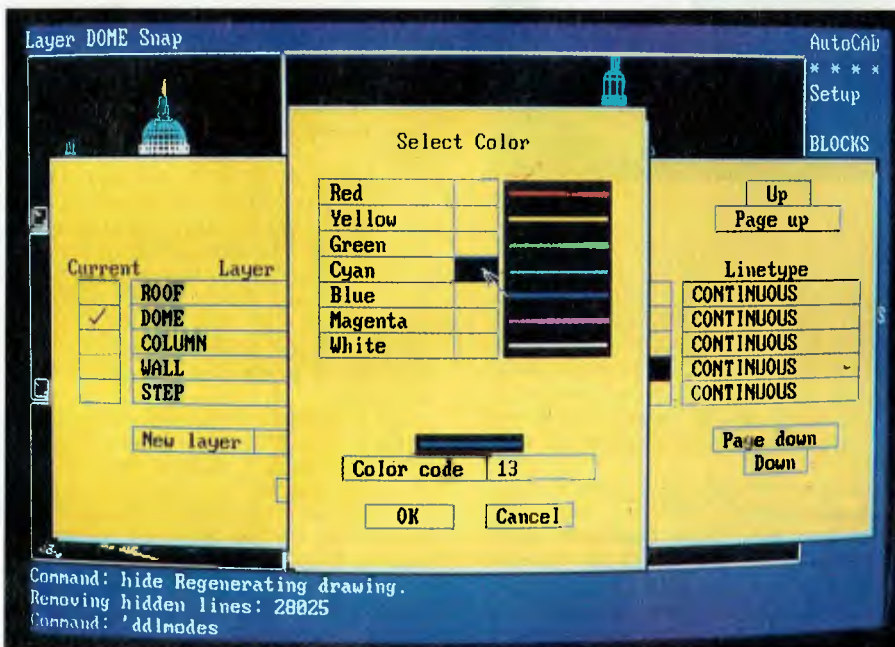 Layer DOME Snap
AutoCAD
* * * *
Setup
BLOCKS
Select Color
Red
Yellow
Green
Cyan
Blue
Magenta
White
Color code 13
OK Cancel
Current Layer
ROOF
DOME
COLUMN
WALL
STEP
New layer
Up
Page up
Linetype
CONTINUOUS
CONTINUOUS
CONTINUOUS
CONTINUOUS
CONTINUOUS
Page down
Down
S
Command: hide Regenerating drawing.
Removing hidden lines: 28025
Command: 'ddlmodes